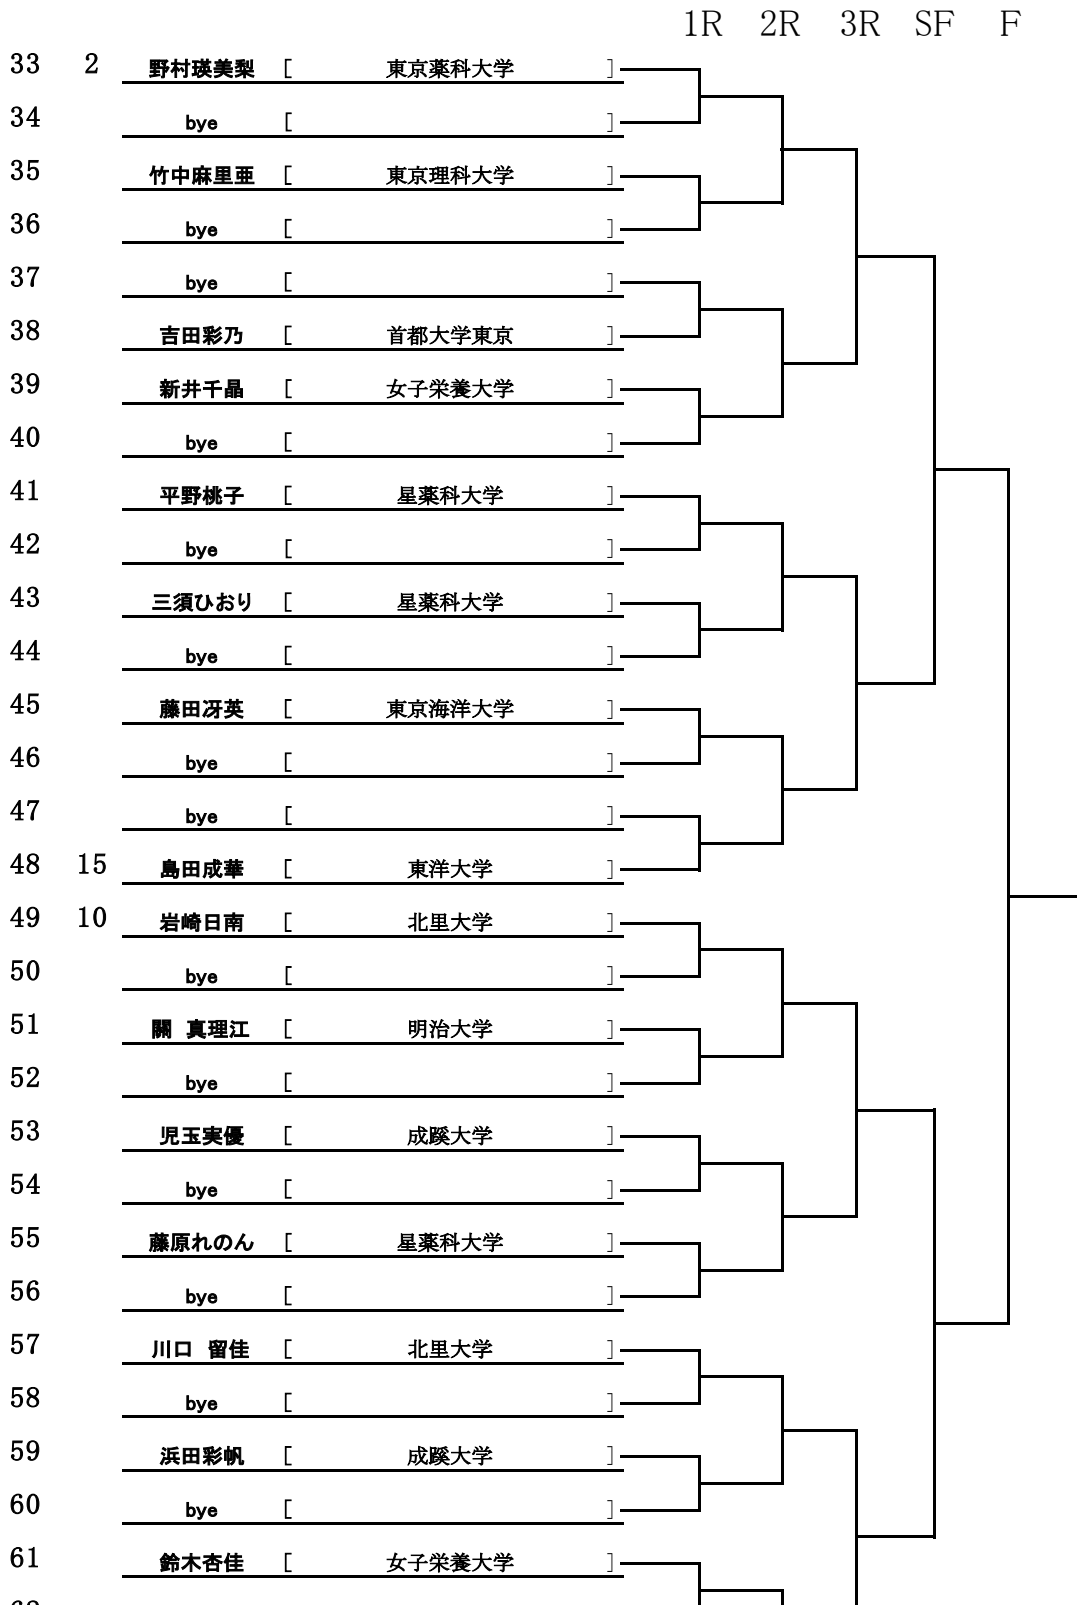 1R 2R 3R SF F
33 2 野村瑛美梨 [ 東京薬科大学 ]
34 bye [ ]
35 竹中麻里亜 [ 東京理科大学 ]
36 bye [ ]
37 bye [ ]
38 吉田彩乃 [ 首都大学東京 ]
39 新井千晶 [ 女子栄養大学 ]
40 bye [ ]
41 平野桃子 [ 星薬科大学 ]
42 bye [ ]
43 三須ひおり [ 星薬科大学 ]
44 bye [ ]
45 藤田冴英 [ 東京海洋大学 ]
46 bye [ ]
47 bye [ ]
48 15 島田成華 [ 東洋大学 ]
49 10 岩崎日南 [ 北里大学 ]
50 bye [ ]
51 關 真理江 [ 明治大学 ]
52 bye [ ]
53 児玉実優 [ 成蹊大学 ]
54 bye [ ]
55 藤原れのん [ 星薬科大学 ]
56 bye [ ]
57 川口 留佳 [ 北里大学 ]
58 bye [ ]
59 浜田彩帆 [ 成蹊大学 ]
60 bye [ ]
61 鈴木杏佳 [ 女子栄養大学 ]